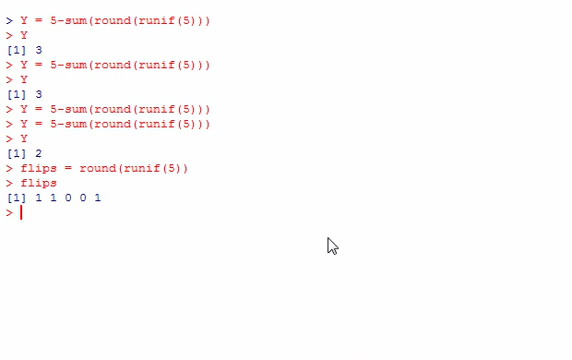 > Y = 5-sum(round(runif(5)))
> Y
[1] 3
> Y = 5-sum(round(runif(5)))
> Y
[1] 3
> Y = 5-sum(round(runif(5)))
> Y = 5-sum(round(runif(5)))
> Y
[1] 2
> flips = round(runif(5))
> flips
[1] 1 1 0 0 1
>